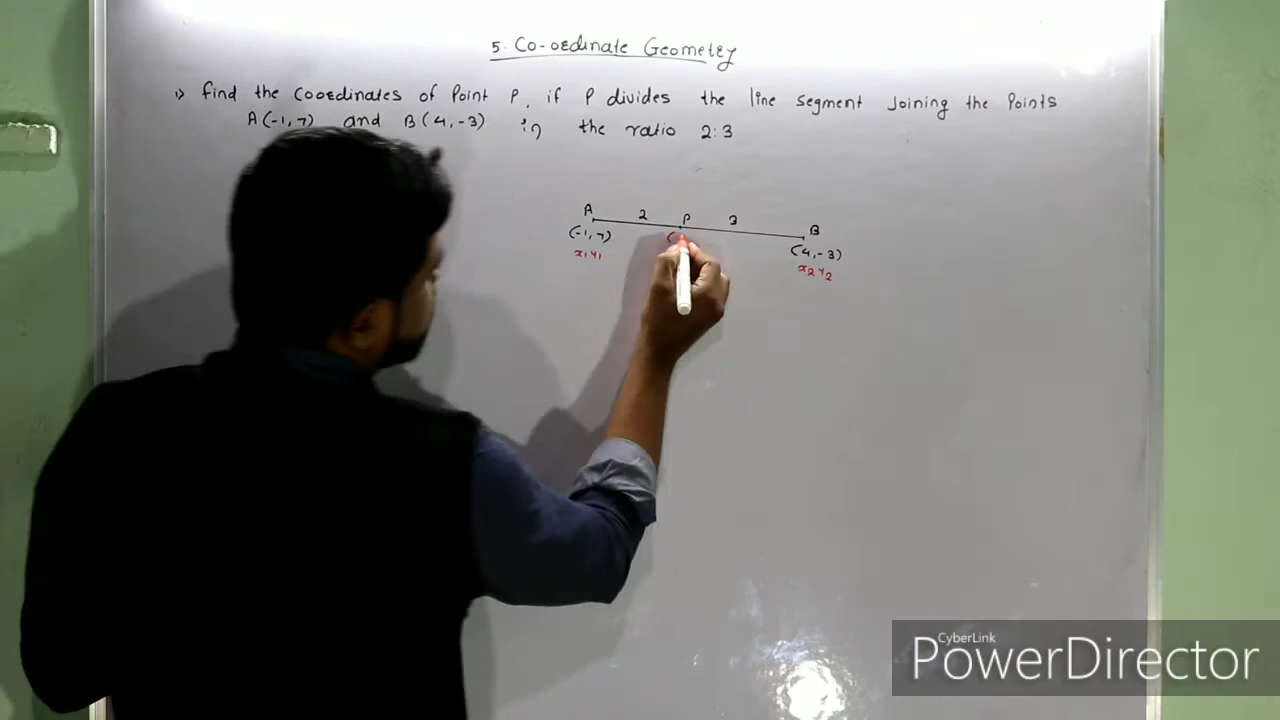 5. Co-ordinate Geometry
1) find the Coordinates of Point P, if P divides the line segment Joining the Points
A(-1, 7) and B(4, -3) in the ratio 2:3
A 2 P 3 B
(-1, 7) ( (4, -3)
x1 y1 x2 y2
CyberLink
PowerDirector